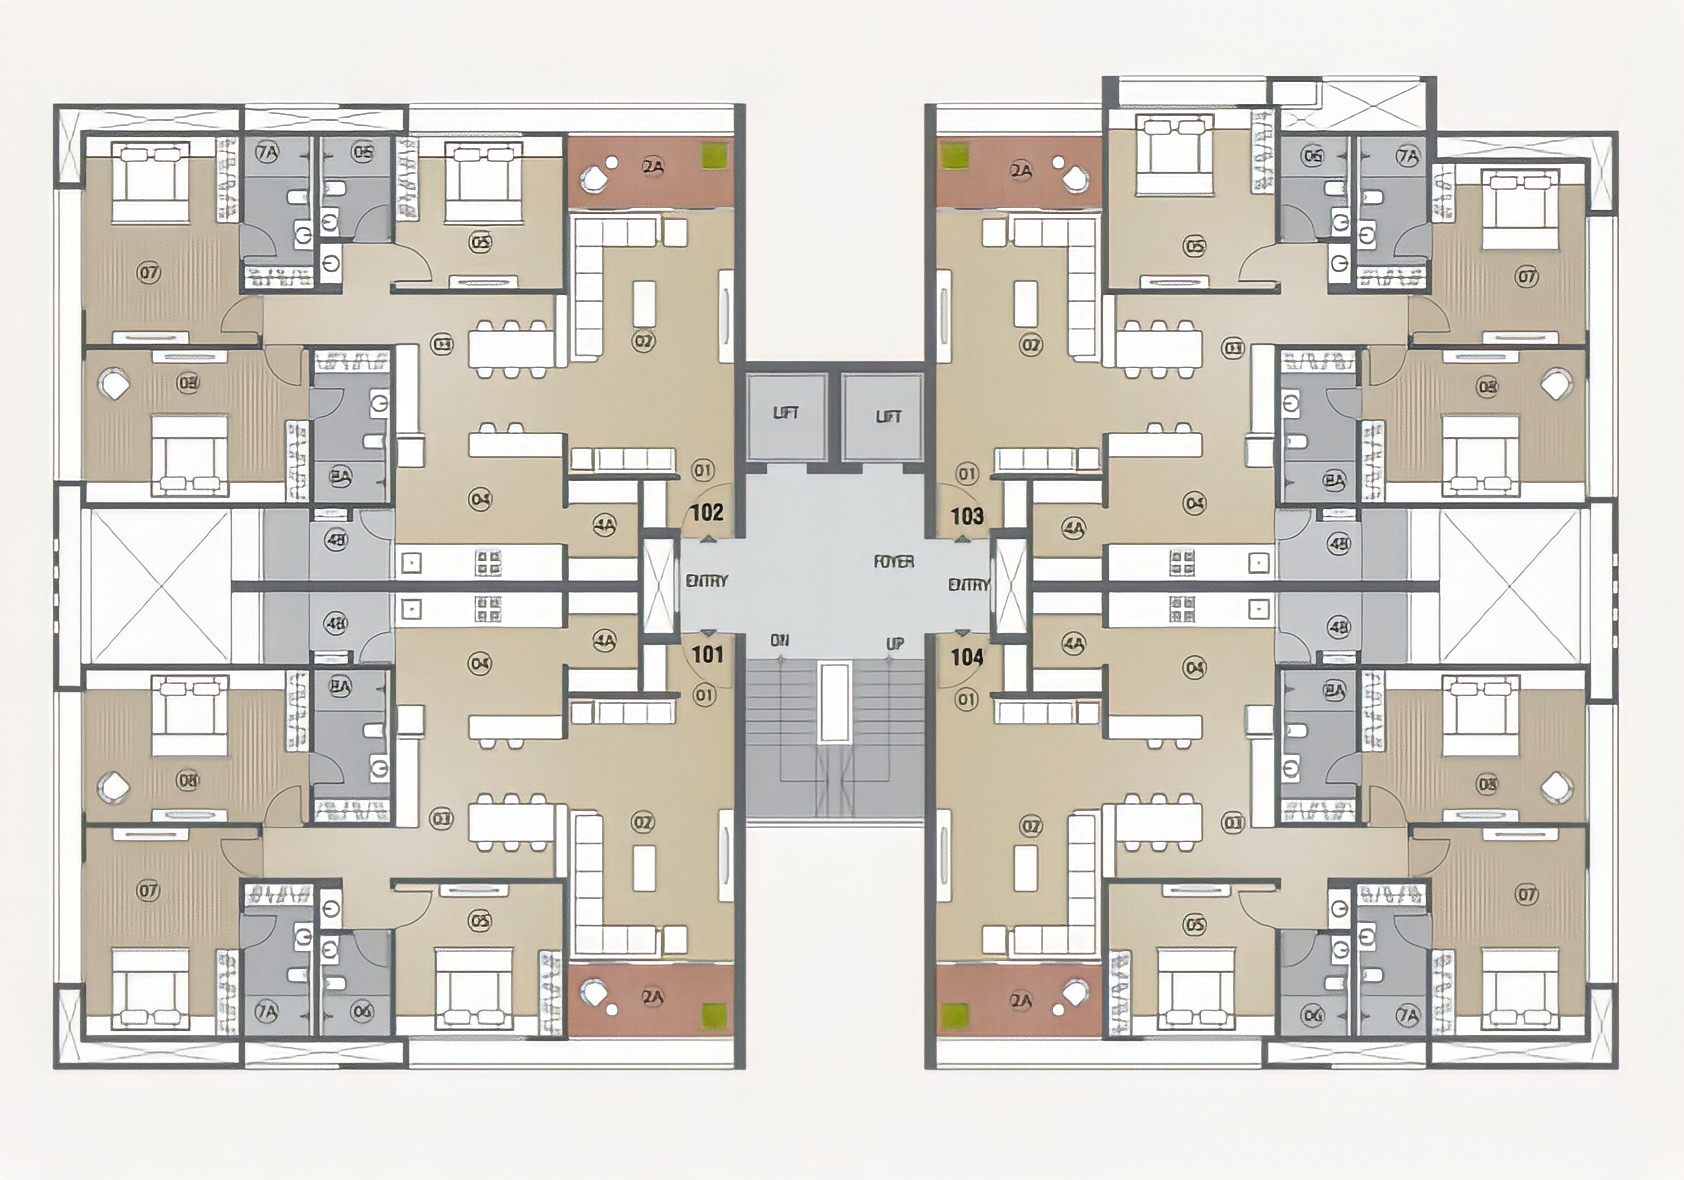 7A 06 2A 2A 06 7A
05 05
07 07
03 02 02 03
08 08
LIFT LIFT
01 01
8A 8A
04 04
102 103
4A 4A
4B 4B
FOYER
ENTRY ENTRY
4B 4B
4A 4A
DN UP
101 104
04 04
8A 8A
01 01
08 08
03 02 02 03
07 07
05 05
2A 2A
7A 06 06 7A